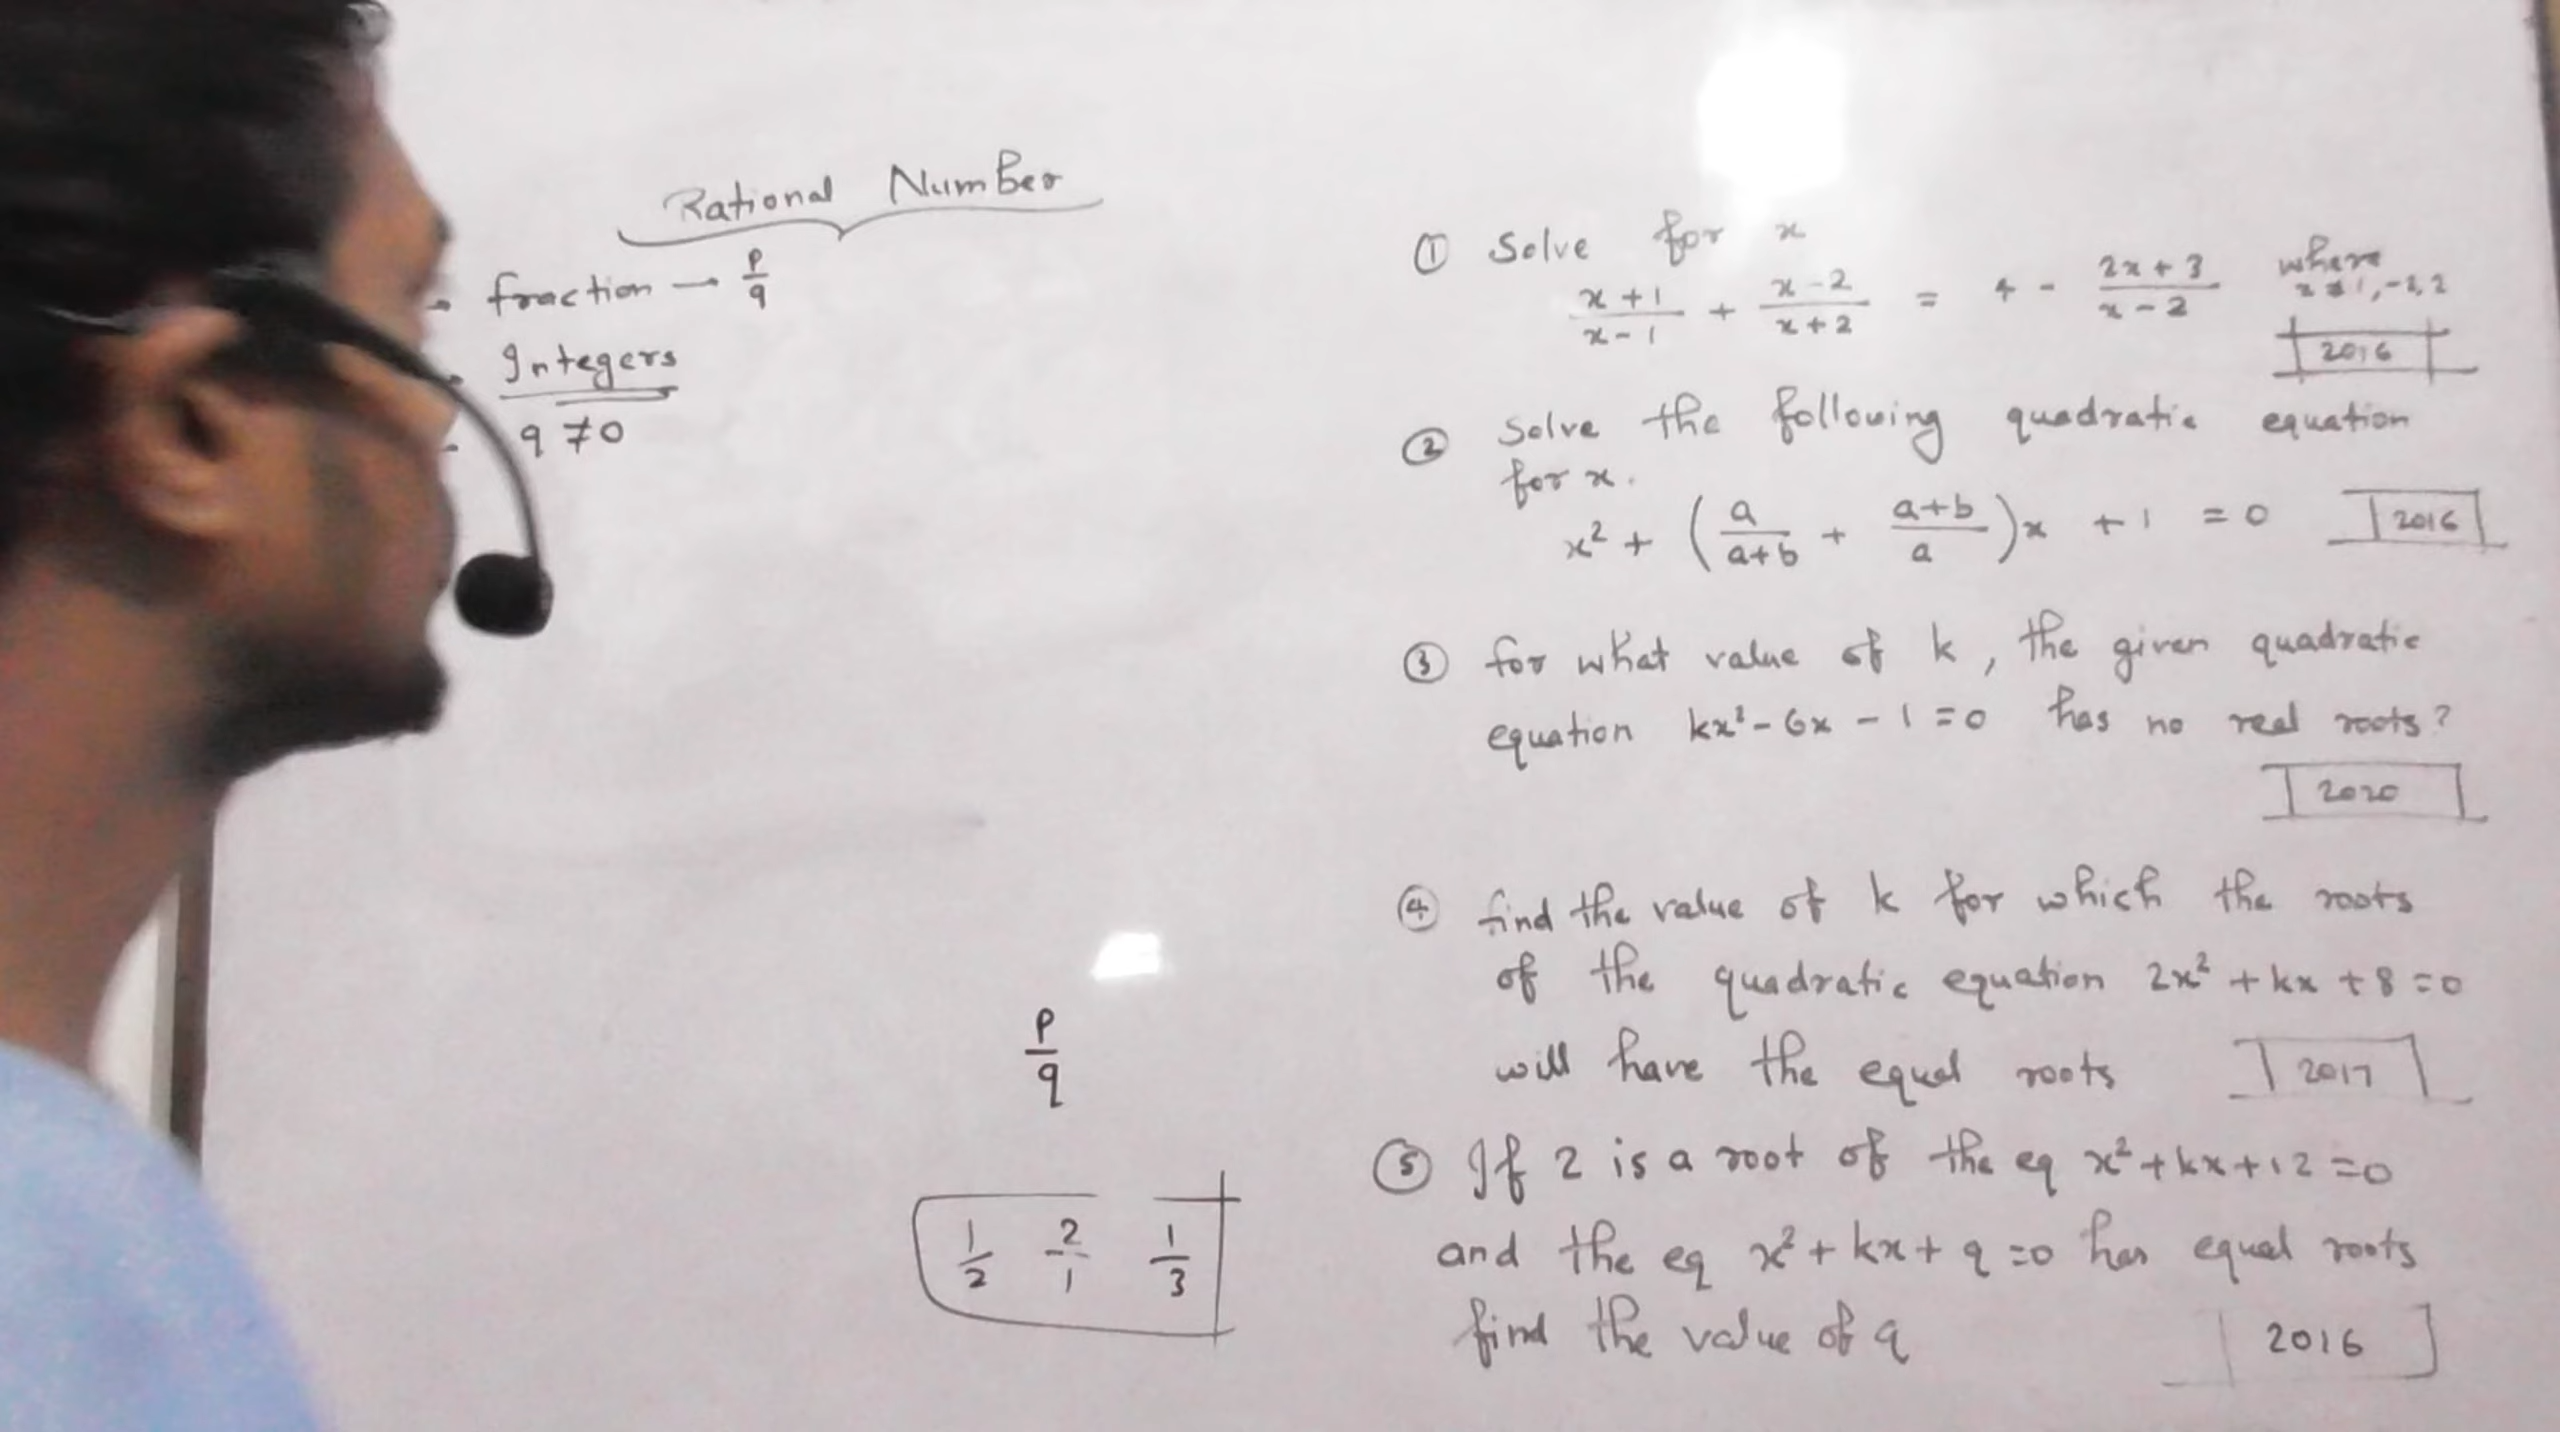 Rational Number
fraction → p/q
Integers
q ≠ 0
p/q
1/2 2/1 1/3
① Solve for x
(x+1)/(x-1) + (x-2)/(x+2) = 4 - (2x+3)/(x-2) where
x ≠ 1, -2, 2
2016
② Solve the following quadratic equation
for x.
x² + (a/(a+b) + (a+b)/a)x + 1 = 0 2016
③ for what value of k, the given quadratic
equation kx² - 6x - 1 = 0 has no real roots?
2020
④ find the value of k for which the roots
of the quadratic equation 2x² + kx + 8 = 0
will have the equal roots 2017
⑤ If 2 is a root of the eq x² + kx + 12 = 0
and the eq x² + kx + q = 0 has equal roots
find the value of q 2016